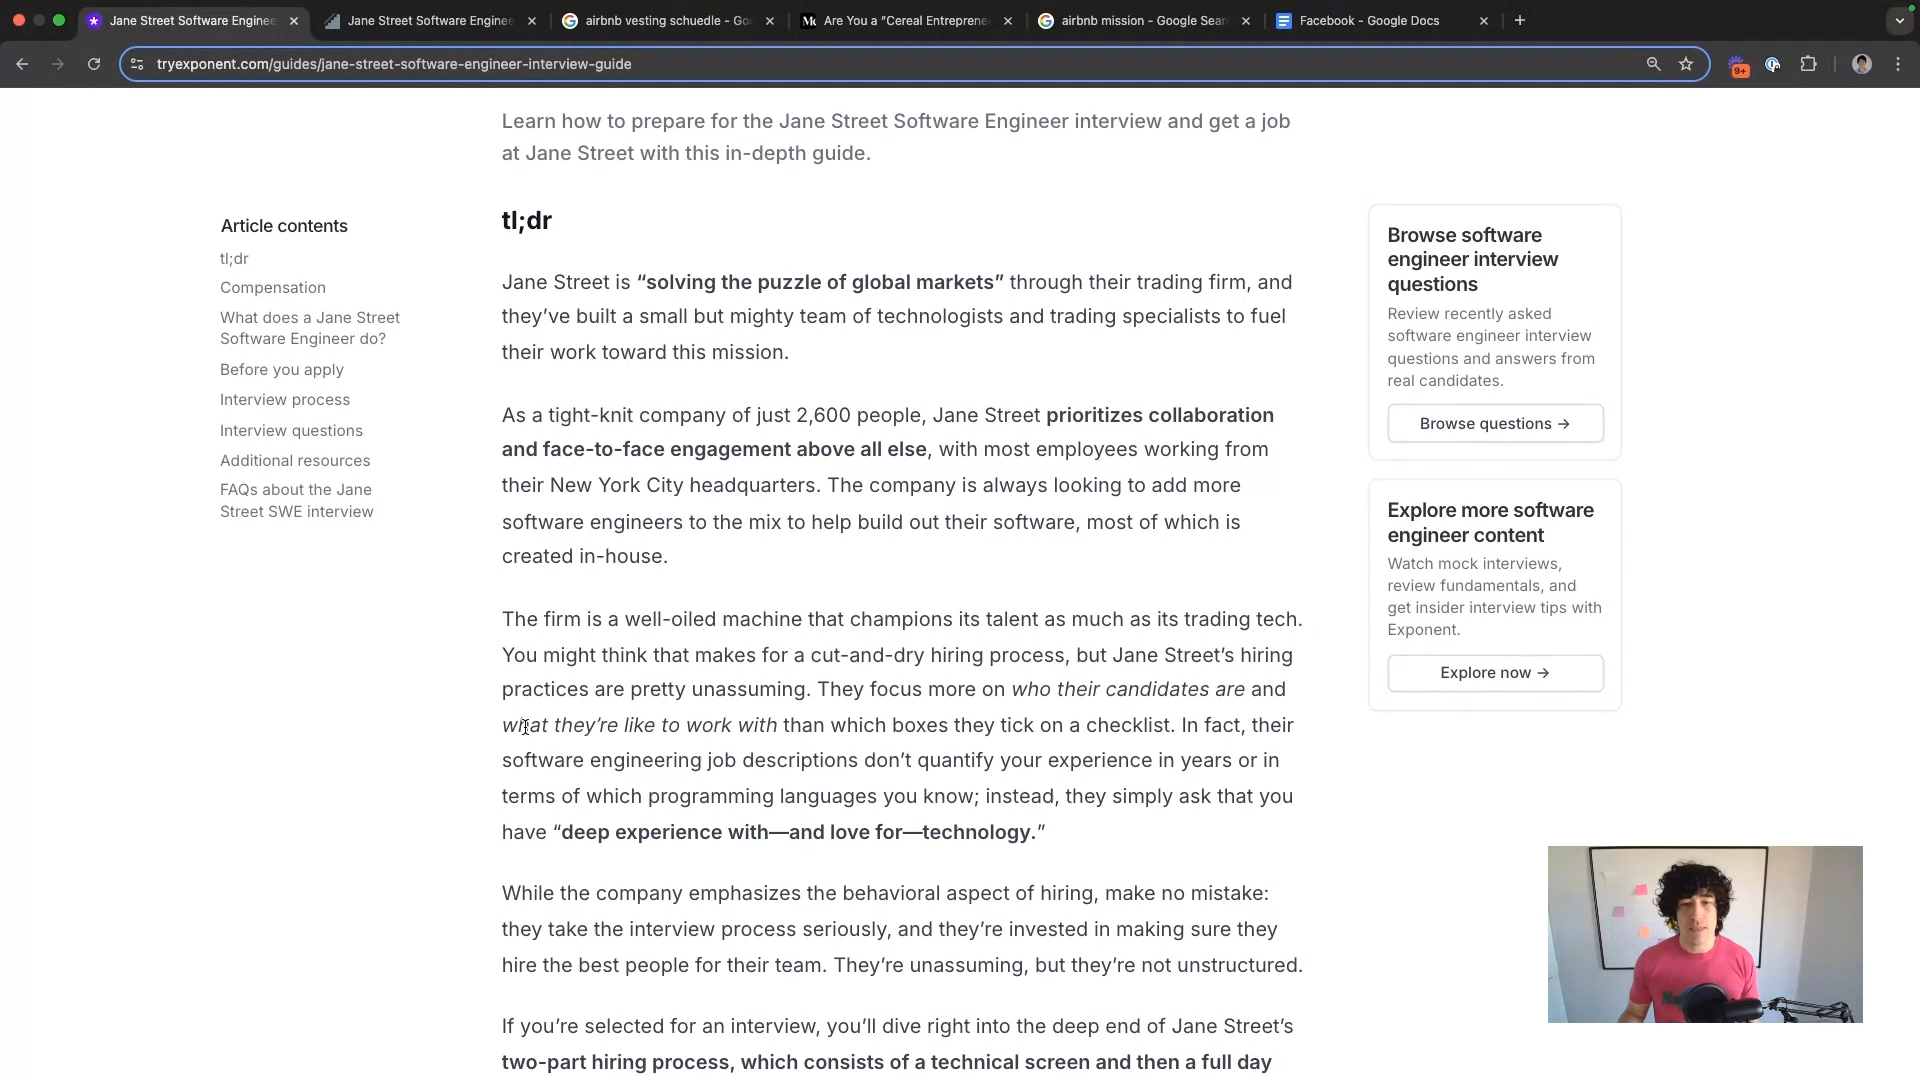 Jane Street Software Enginee
Jane Street Software Enginee
airbnb vesting schuedle - Goo
Are You a "Cereal Entreprene
airbnb mission - Google Sear
Facebook - Google Docs
tryexponent.com/guides/jane-street-software-engineer-interview-guide
9+
Learn how to prepare for the Jane Street Software Engineer interview and get a job
at Jane Street with this in-depth guide.
Article contents
tl;dr
Compensation
What does a Jane Street
Software Engineer do?
Before you apply
Interview process
Interview questions
Additional resources
FAQs about the Jane
Street SWE interview
tl;dr
Jane Street is “solving the puzzle of global markets” through their trading firm, and
they’ve built a small but mighty team of technologists and trading specialists to fuel
their work toward this mission.
As a tight-knit company of just 2,600 people, Jane Street prioritizes collaboration
and face-to-face engagement above all else, with most employees working from
their New York City headquarters. The company is always looking to add more
software engineers to the mix to help build out their software, most of which is
created in-house.
The firm is a well-oiled machine that champions its talent as much as its trading tech.
You might think that makes for a cut-and-dry hiring process, but Jane Street’s hiring
practices are pretty unassuming. They focus more on who their candidates are and
what they’re like to work with than which boxes they tick on a checklist. In fact, their
software engineering job descriptions don’t quantify your experience in years or in
terms of which programming languages you know; instead, they simply ask that you
have “deep experience with—and love for—technology.”
While the company emphasizes the behavioral aspect of hiring, make no mistake:
they take the interview process seriously, and they’re invested in making sure they
hire the best people for their team. They’re unassuming, but they’re not unstructured.
If you’re selected for an interview, you’ll dive right into the deep end of Jane Street’s
two-part hiring process, which consists of a technical screen and then a full day
Browse software
engineer interview
questions
Review recently asked
software engineer interview
questions and answers from
real candidates.
Browse questions →
Explore more software
engineer content
Watch mock interviews,
review fundamentals, and
get insider interview tips with
Exponent.
Explore now →